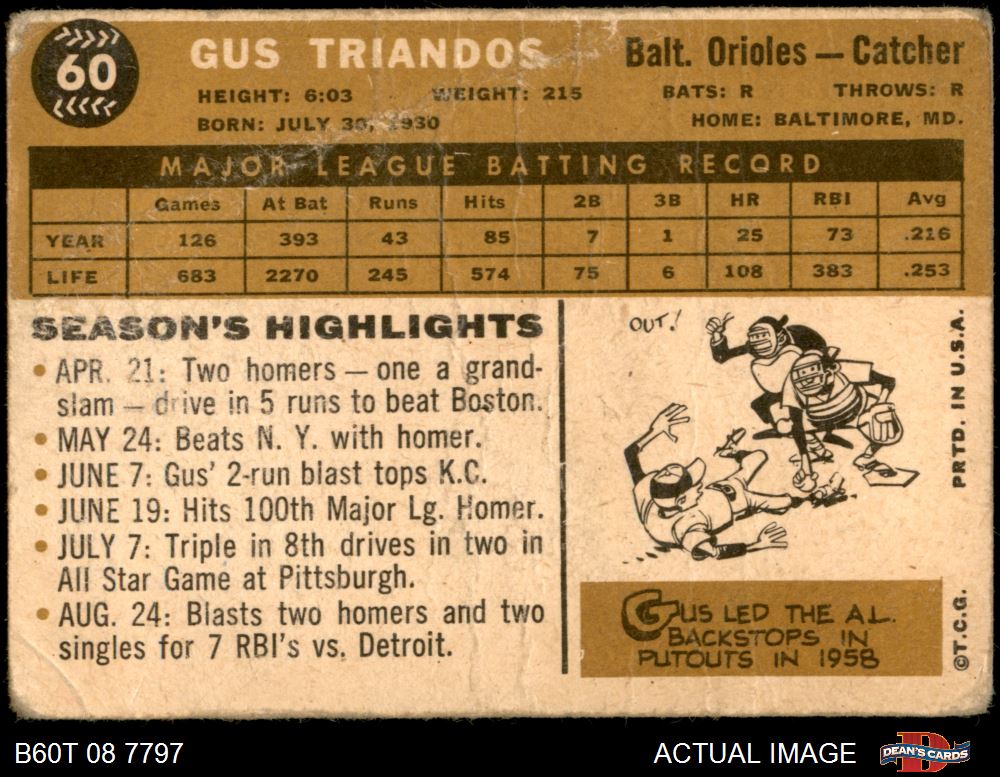 60
GUS TRIANDOS
Balt. Orioles — Catcher
HEIGHT: 6:03 WEIGHT: 215 BATS: R THROWS: R
BORN: JULY 30, 1930 HOME: BALTIMORE, MD.
MAJOR LEAGUE BATTING RECORD
Games At Bat Runs Hits 2B 3B HR RBI Avg
YEAR 126 393 43 85 7 1 25 73 .216
LIFE 683 2270 245 574 75 6 108 383 .253
SEASON'S HIGHLIGHTS
• APR. 21: Two homers — one a grand-
slam — drive in 5 runs to beat Boston.
• MAY 24: Beats N. Y. with homer.
• JUNE 7: Gus' 2-run blast tops K.C.
• JUNE 19: Hits 100th Major Lg. Homer.
• JULY 7: Triple in 8th drives in two in
All Star Game at Pittsburgh.
• AUG. 24: Blasts two homers and two
singles for 7 RBI's vs. Detroit.
OUT!
GUS LED THE A.L.
BACKSTOPS IN
PUTOUTS IN 1958
PRTD. IN U.S.A.
©T.C.G.
B60T 08 7797
ACTUAL IMAGE
D
DEAN'S CARDS